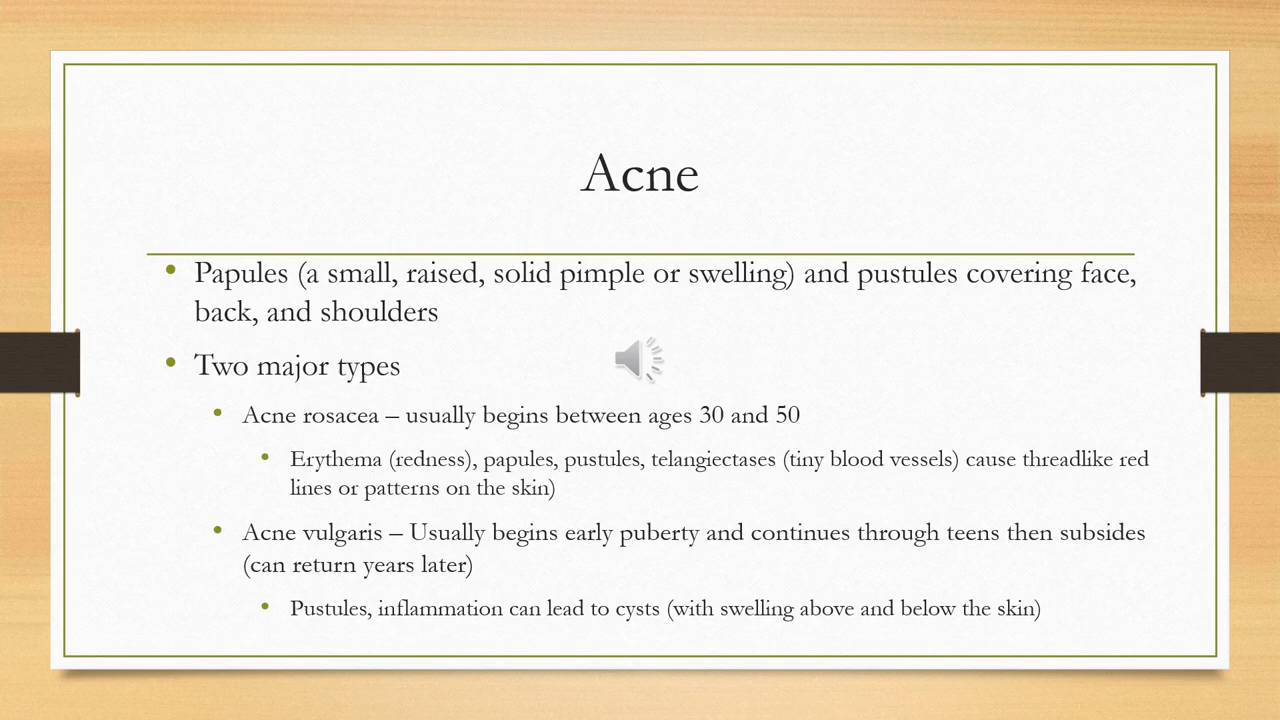 Acne
• Papules (a small, raised, solid pimple or swelling) and pustules covering face,
back, and shoulders
• Two major types
• Acne rosacea – usually begins between ages 30 and 50
• Erythema (redness), papules, pustules, telangiectases (tiny blood vessels) cause threadlike red
lines or patterns on the skin)
• Acne vulgaris – Usually begins early puberty and continues through teens then subsides
(can return years later)
• Pustules, inflammation can lead to cysts (with swelling above and below the skin)